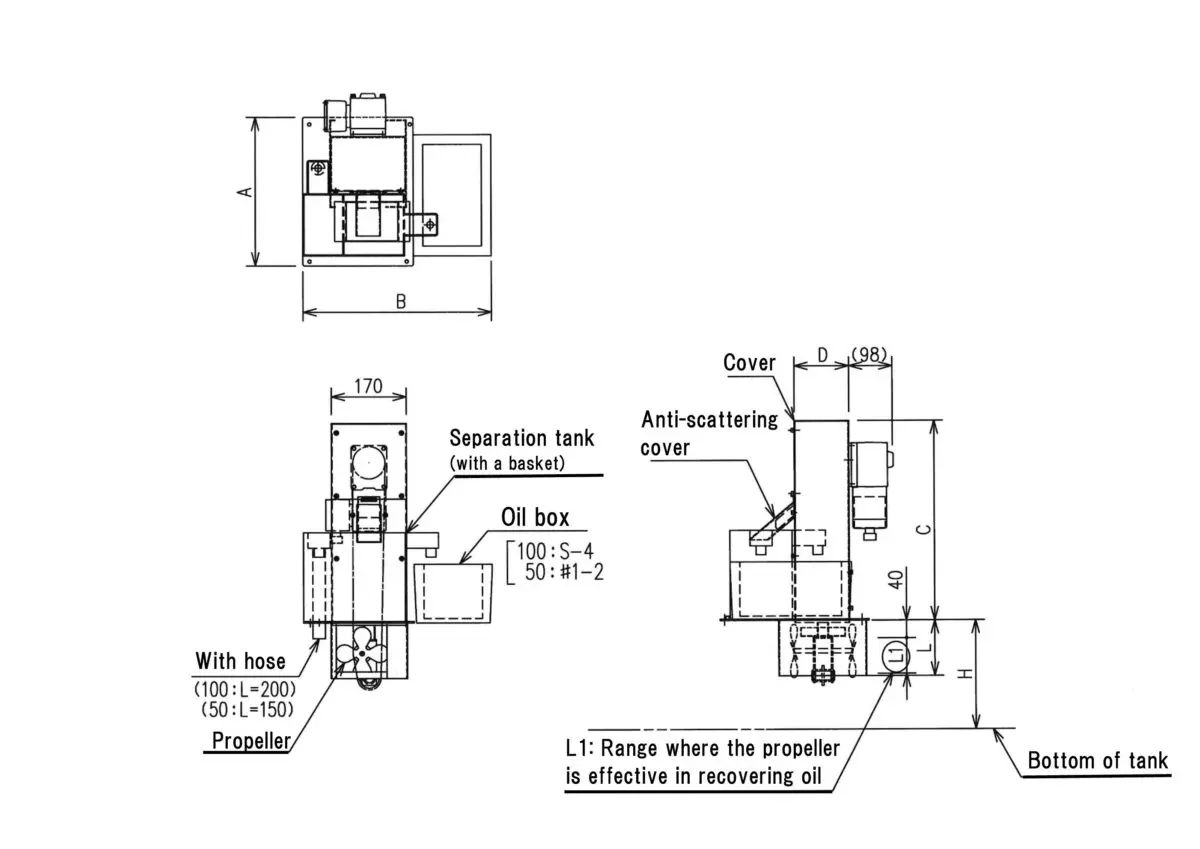 A
B
170
Separation tank
(with a basket)
Oil box
100:S-4
50:#1-2
With hose
(100:L=200)
(50:L=150)
Propeller
Cover
D
(98)
Anti-scattering
cover
C
40
L1
L
H
L1: Range where the propeller
is effective in recovering oil
Bottom of tank